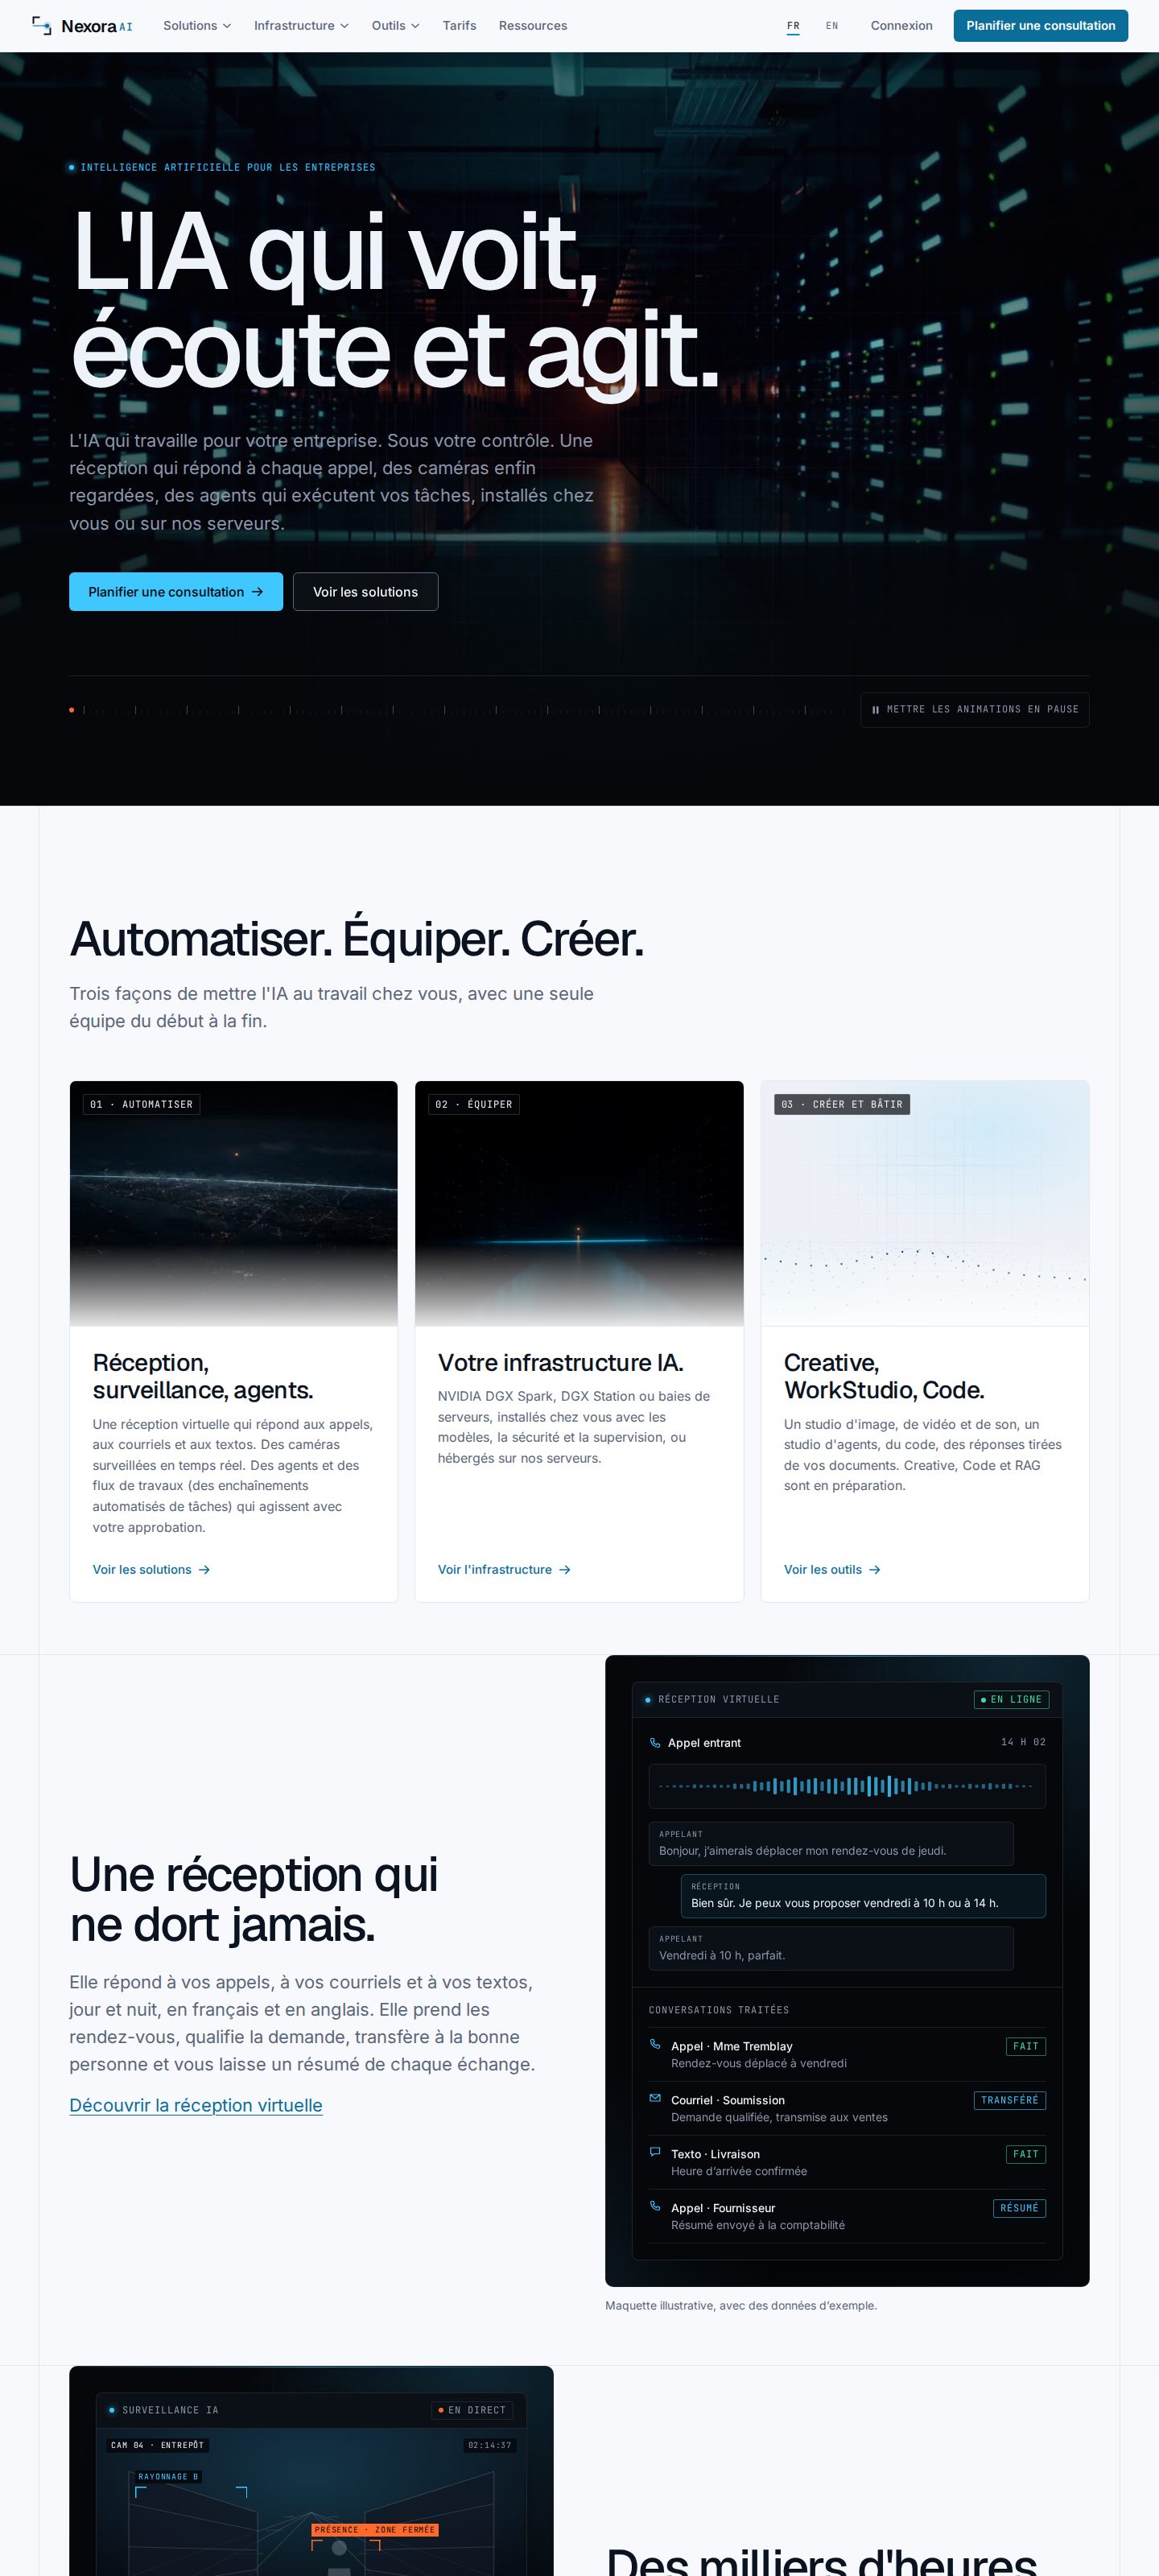 Nexora AI
Solutions
Infrastructure
Outils
Tarifs
Ressources
FR
EN
Connexion
Planifier une consultation
INTELLIGENCE ARTIFICIELLE POUR LES ENTREPRISES
L'IA qui voit,
écoute et agit.
L'IA qui travaille pour votre entreprise. Sous votre contrôle. Une
réception qui répond à chaque appel, des caméras enfin
regardées, des agents qui exécutent vos tâches, installés chez
vous ou sur nos serveurs.
Planifier une consultation
Voir les solutions
METTRE LES ANIMATIONS EN PAUSE
Automatiser. Équiper. Créer.
Trois façons de mettre l'IA au travail chez vous, avec une seule
équipe du début à la fin.
01 · AUTOMATISER
Réception,
surveillance, agents.
Une réception virtuelle qui répond aux appels,
aux courriels et aux textos. Des caméras
surveillées en temps réel. Des agents et des
flux de travaux (des enchaînements
automatisés de tâches) qui agissent avec
votre approbation.
Voir les solutions
02 · ÉQUIPER
Votre infrastructure IA.
NVIDIA DGX Spark, DGX Station ou baies de
serveurs, installés chez vous avec les
modèles, la sécurité et la supervision, ou
hébergés sur nos serveurs.
Voir l'infrastructure
03 · CRÉER ET BÂTIR
Creative,
WorkStudio, Code.
Un studio d'image, de vidéo et de son, un
studio d'agents, du code, des réponses tirées
de vos documents. Creative, Code et RAG
sont en préparation.
Voir les outils
Une réception qui
ne dort jamais.
Elle répond à vos appels, à vos courriels et à vos textos,
jour et nuit, en français et en anglais. Elle prend les
rendez-vous, qualifie la demande, transfère à la bonne
personne et vous laisse un résumé de chaque échange.
Découvrir la réception virtuelle
RÉCEPTION VIRTUELLE
EN LIGNE
Appel entrant
14 H 02
APPELANT
Bonjour, j’aimerais déplacer mon rendez-vous de jeudi.
RÉCEPTION
Bien sûr. Je peux vous proposer vendredi à 10 h ou à 14 h.
APPELANT
Vendredi à 10 h, parfait.
CONVERSATIONS TRAITÉES
Appel · Mme Tremblay
FAIT
Rendez-vous déplacé à vendredi
Courriel · Soumission
TRANSFÉRÉ
Demande qualifiée, transmise aux ventes
Texto · Livraison
FAIT
Heure d’arrivée confirmée
Appel · Fournisseur
RÉSUMÉ
Résumé envoyé à la comptabilité
Maquette illustrative, avec des données d’exemple.
SURVEILLANCE IA
EN DIRECT
CAM 04 · ENTREPÔT
02:14:37
RAYONNAGE B
PRÉSENCE · ZONE FERMÉE
Des milliers d'heures